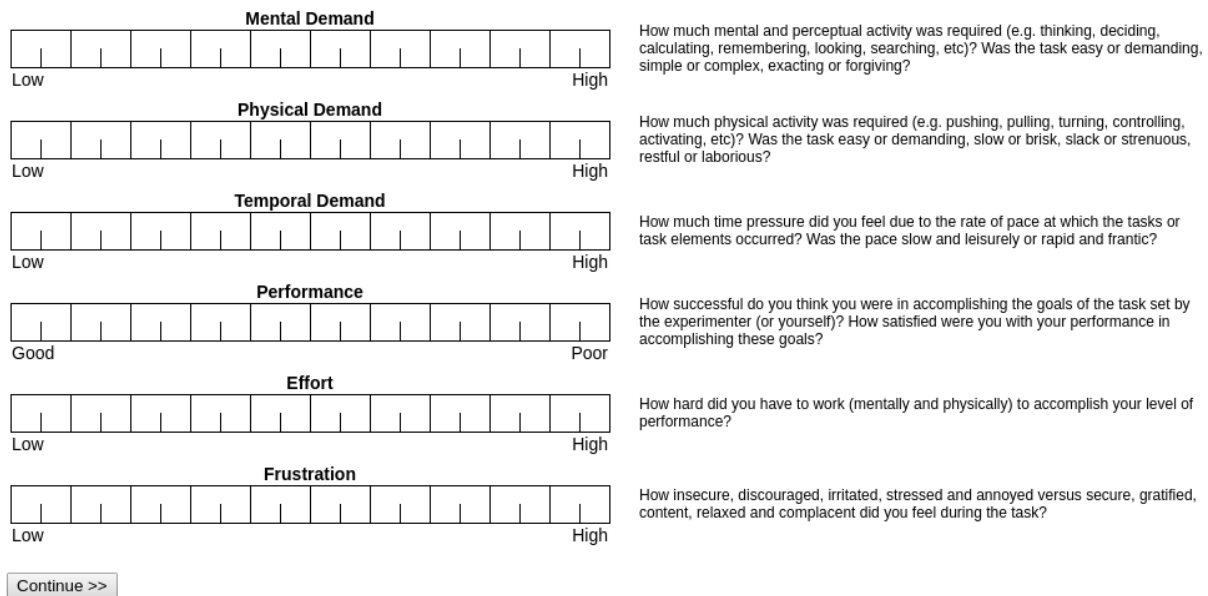 Mental Demand
Low High
How much mental and perceptual activity was required (e.g. thinking, deciding,
calculating, remembering, looking, searching, etc)? Was the task easy or demanding,
simple or complex, exacting or forgiving?
Physical Demand
Low High
How much physical activity was required (e.g. pushing, pulling, turning, controlling,
activating, etc)? Was the task easy or demanding, slow or brisk, slack or strenuous,
restful or laborious?
Temporal Demand
Low High
How much time pressure did you feel due to the rate of pace at which the tasks or
task elements occurred? Was the pace slow and leisurely or rapid and frantic?
Performance
Good Poor
How successful do you think you were in accomplishing the goals of the task set by
the experimenter (or yourself)? How satisfied were you with your performance in
accomplishing these goals?
Effort
Low High
How hard did you have to work (mentally and physically) to accomplish your level of
performance?
Frustration
Low High
How insecure, discouraged, irritated, stressed and annoyed versus secure, gratified,
content, relaxed and complacent did you feel during the task?
Continue >>